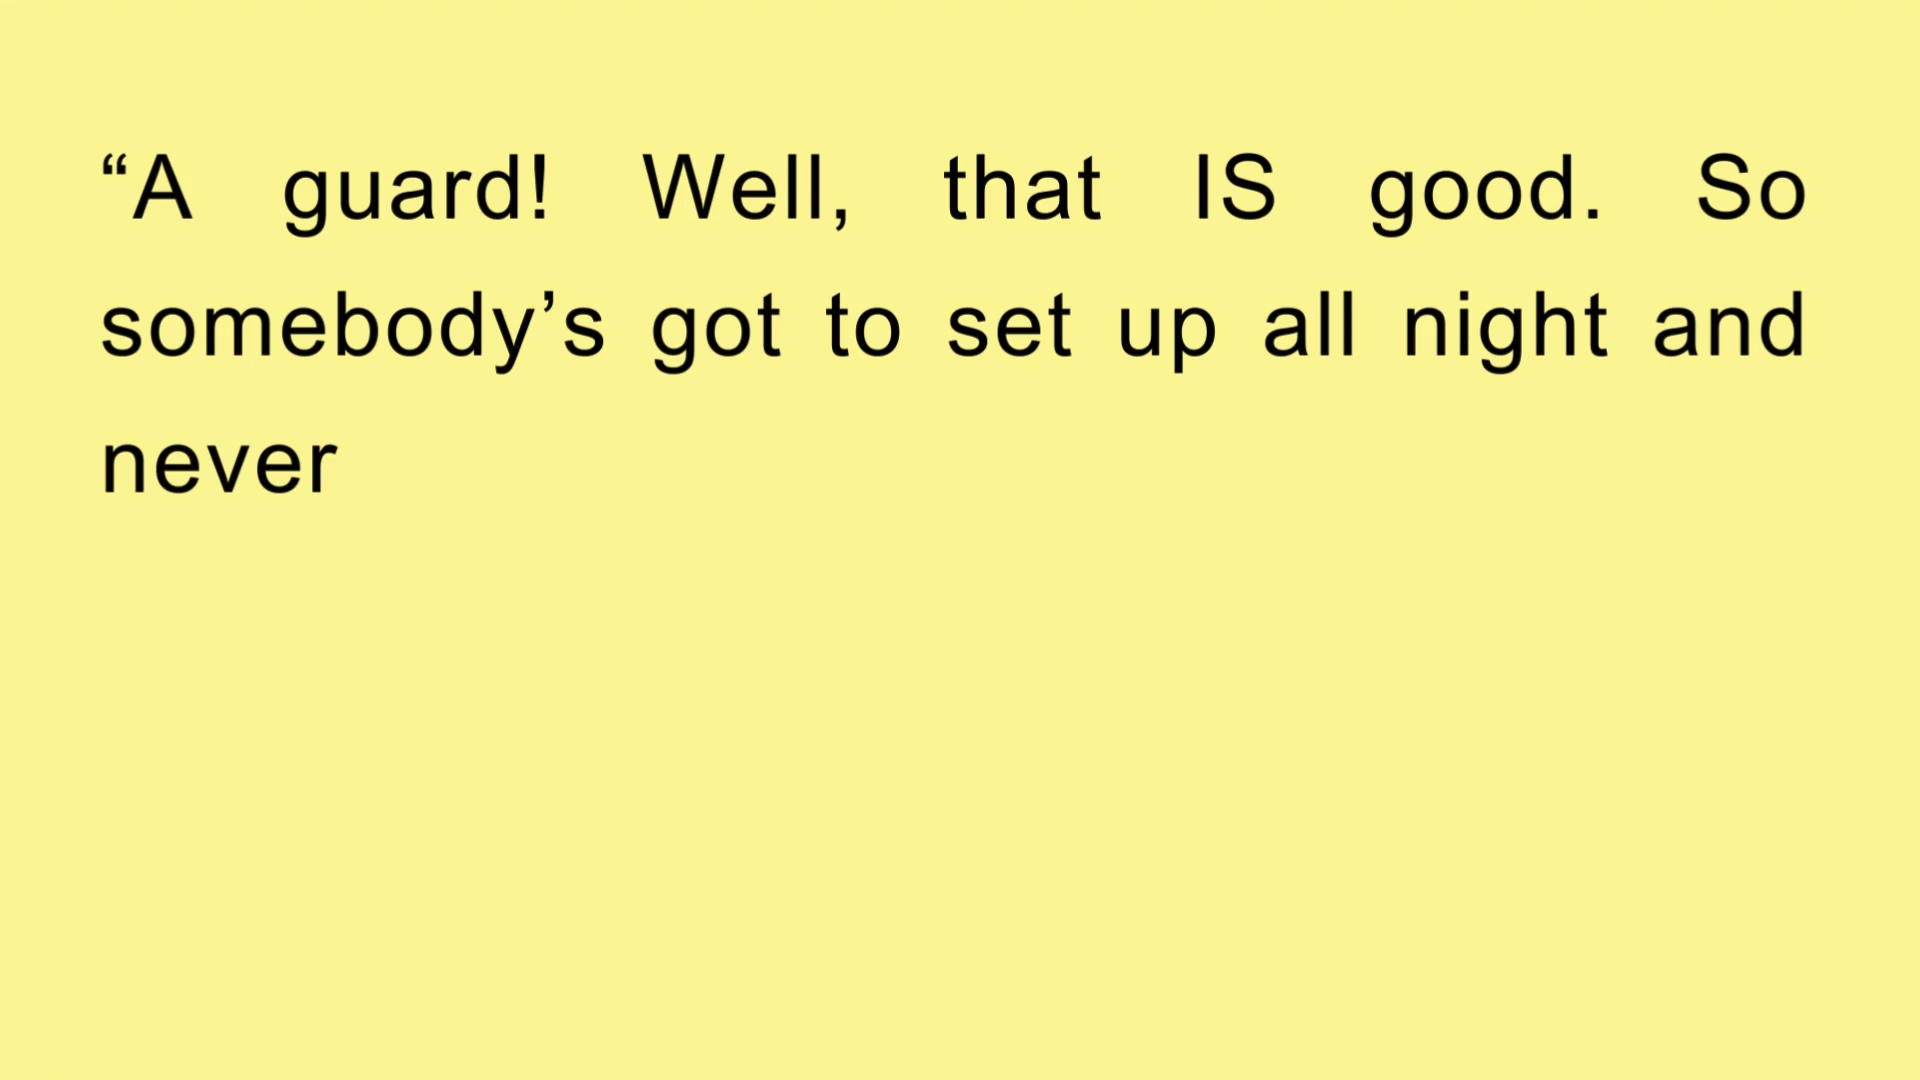 “A guard! Well, that IS good. So
somebody’s got to set up all night and
never